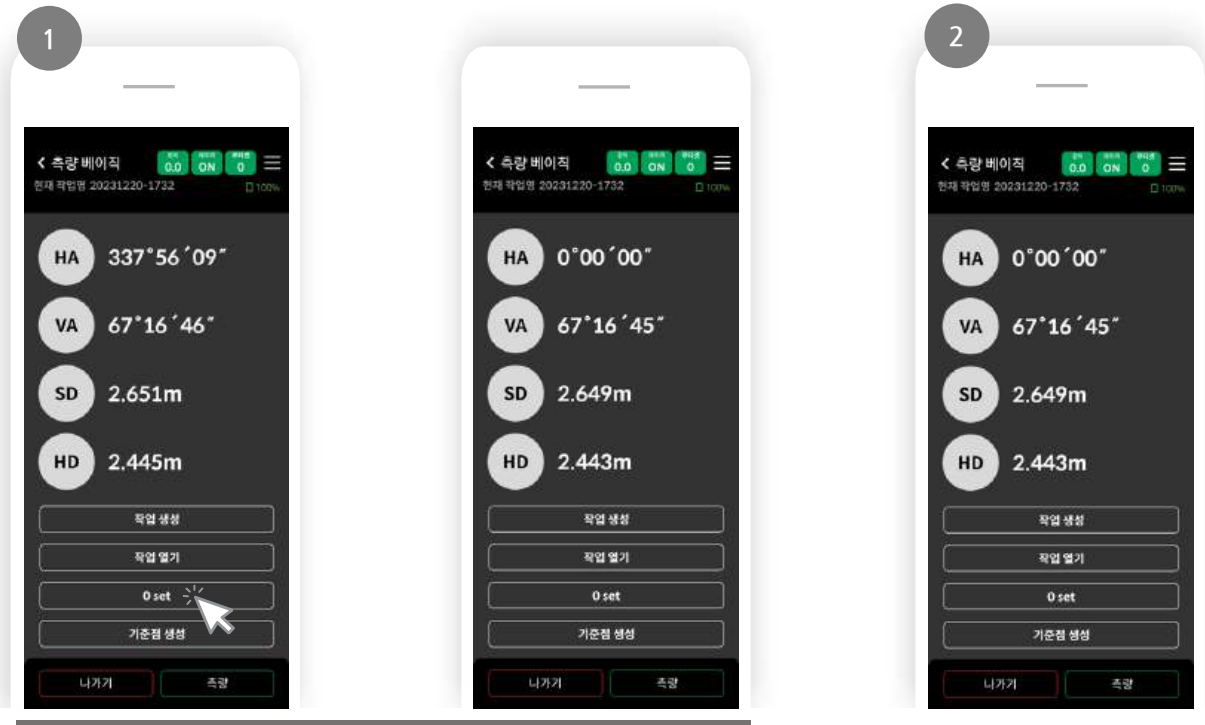 1
측량 베이직
0.0
ON
0
현재 작업명 20231220-1732
100%
HA
337°56´09″
VA
67°16´46″
SD
2.651m
HD
2.445m
작업 생성
작업 열기
0 set
기준점 생성
나가기
측량
측량 베이직
0.0
ON
0
현재 작업명 20231220-1732
100%
HA
0°00´00″
VA
67°16´45″
SD
2.649m
HD
2.443m
작업 생성
작업 열기
0 set
기준점 생성
나가기
측량
2
측량 베이직
0.0
ON
0
현재 작업명 20231220-1732
100%
HA
0°00´00″
VA
67°16´45″
SD
2.649m
HD
2.443m
작업 생성
작업 열기
0 set
기준점 생성
나가기
측량